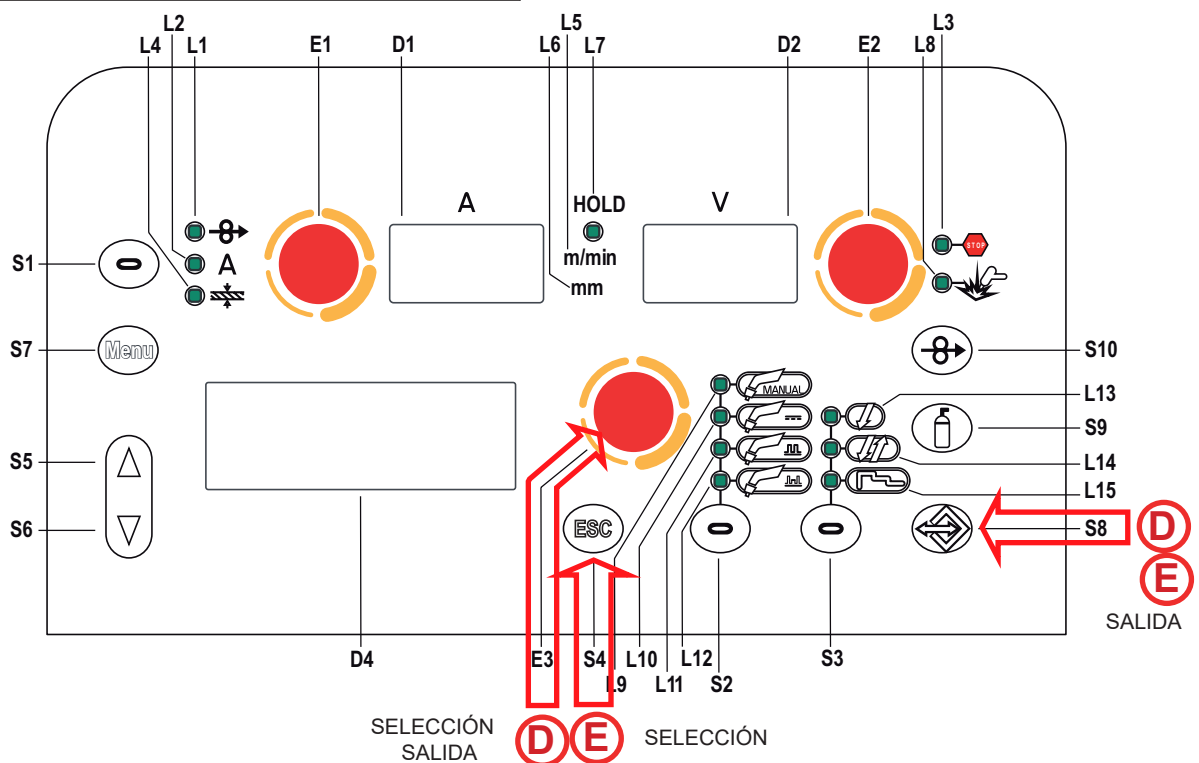 L2 L5 L3
L4 L1 E1 D1 L6 L7 D2 E2 L8
A HOLD V
STOP
m/min
S1 A
mm
S7 Menu S10
MANUAL
L13
S9
S5 L14
L15
S6 ESC S8 D
E
SALIDA
D4 E3 S4 L10 L12 S3
L9 L11 S2
SELECCIÓN D E SELECCIÓN
SALIDA